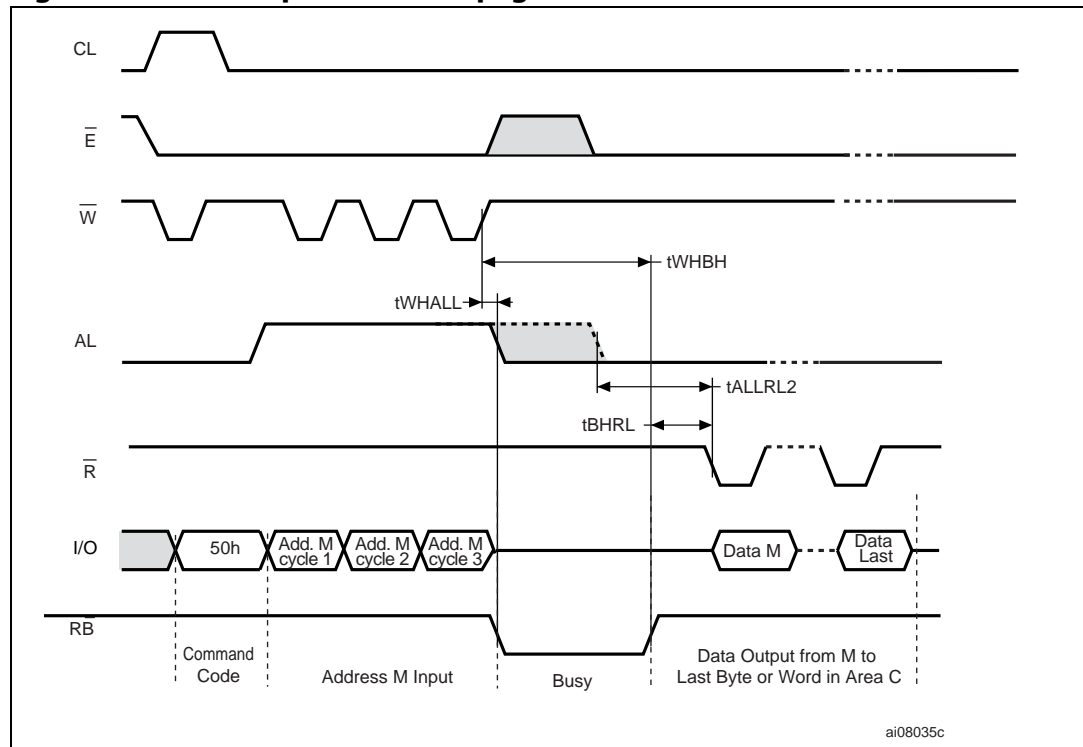 CL
E
W
tWHBH
tWHALL
AL
tALLRL2
tBHRL
R
I/O
50h
Add. M
cycle 1
Add. M
cycle 2
Add. M
cycle 3
Data M
Data
Last
RB
Command
Code
Address M Input
Busy
Data Output from M to
Last Byte or Word in Area C
ai08035c